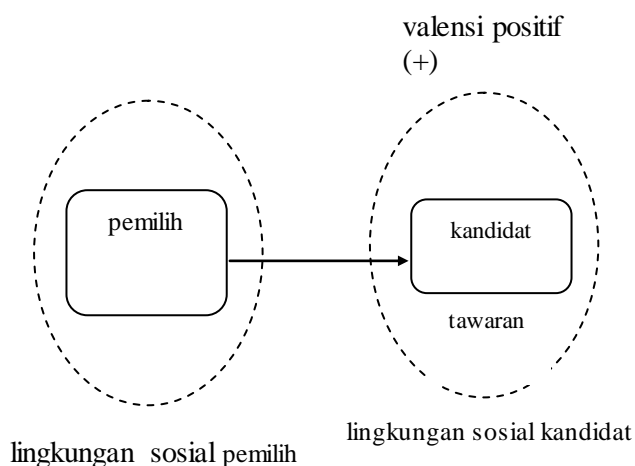 valensi positif
(+)
pemilih
kandidat
tawaran
lingkungan sosial kandidat
lingkungan sosial pemilih